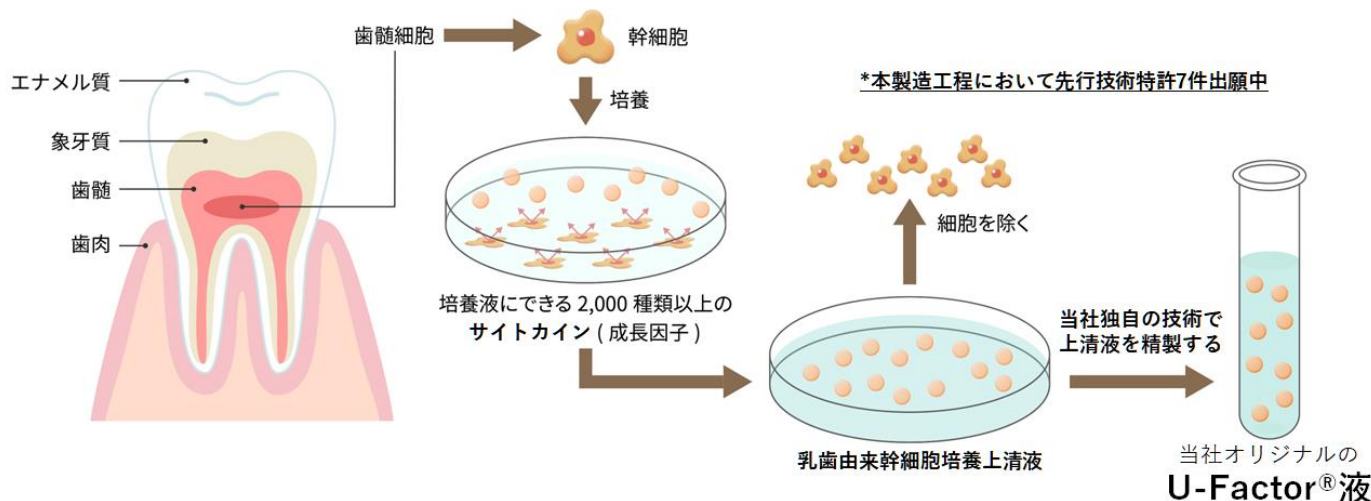 歯髄細胞
幹細胞
エナメル質
象牙質
歯髄
歯肉
培養
*本製造工程において先行技術特許7件出願中
培養液にできる 2,000 種類以上の
サイトカイン ( 成長因子 )
細胞を除く
乳歯由来幹細胞培養上清液
当社独自の技術で
上清液を精製する
当社オリジナルの
U-Factor®液